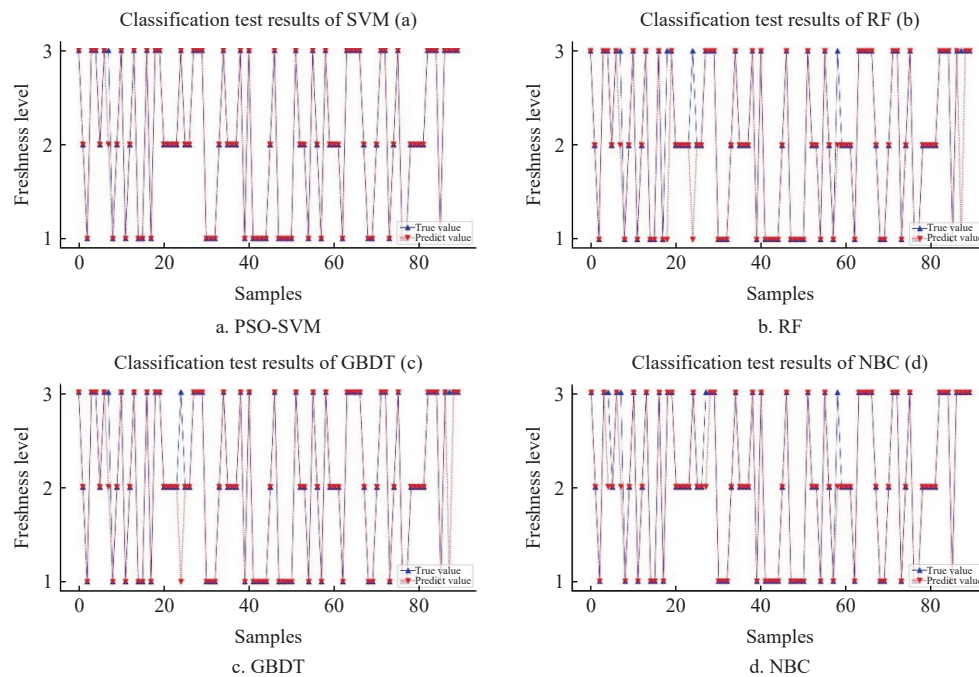 Classification test results of SVM (a)
3
2
1
Freshness level
True value
Predict value
0 20 40 60 80
Samples
a. PSO-SVM
Classification test results of RF (b)
3
2
1
Freshness level
True value
Predict value
0 20 40 60 80
Samples
b. RF
Classification test results of GBDT (c)
3
2
1
Freshness level
True value
Predict value
0 20 40 60 80
Samples
c. GBDT
Classification test results of NBC (d)
3
2
1
Freshness level
True value
Predict value
0 20 40 60 80
Samples
d. NBC